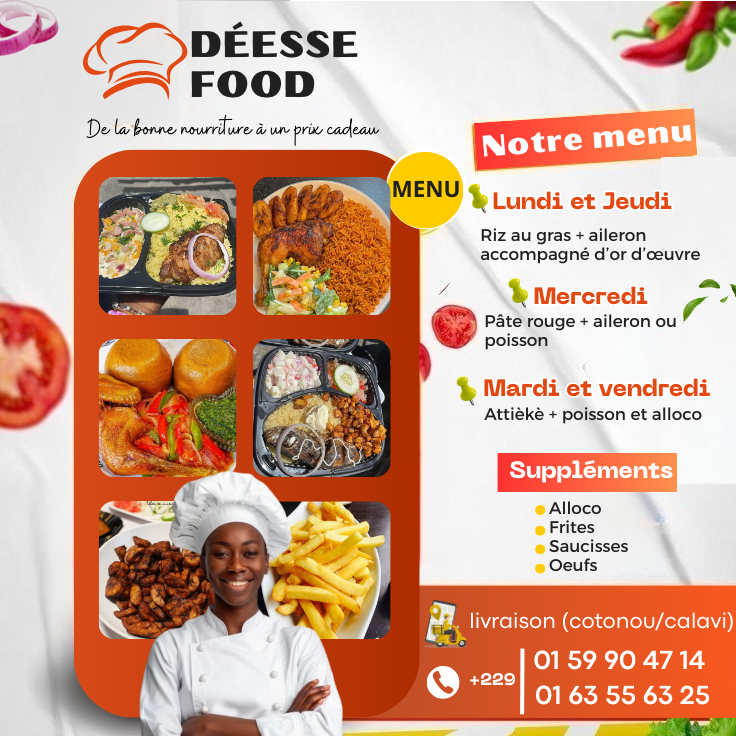 DÉESSE
FOOD
De la bonne nourriture à un prix cadeau
MENU
Notre menu
Lundi et Jeudi
Riz au gras + aileron
accompagné d'or d'œuvre
Mercredi
Pâte rouge + aileron ou
poisson
Mardi et vendredi
Attièkè + poisson et alloco
Suppléments
Alloco
Frites
Saucisses
Oeufs
livraison (cotonou/calavi)
+229
01 59 90 47 14
01 63 55 63 25